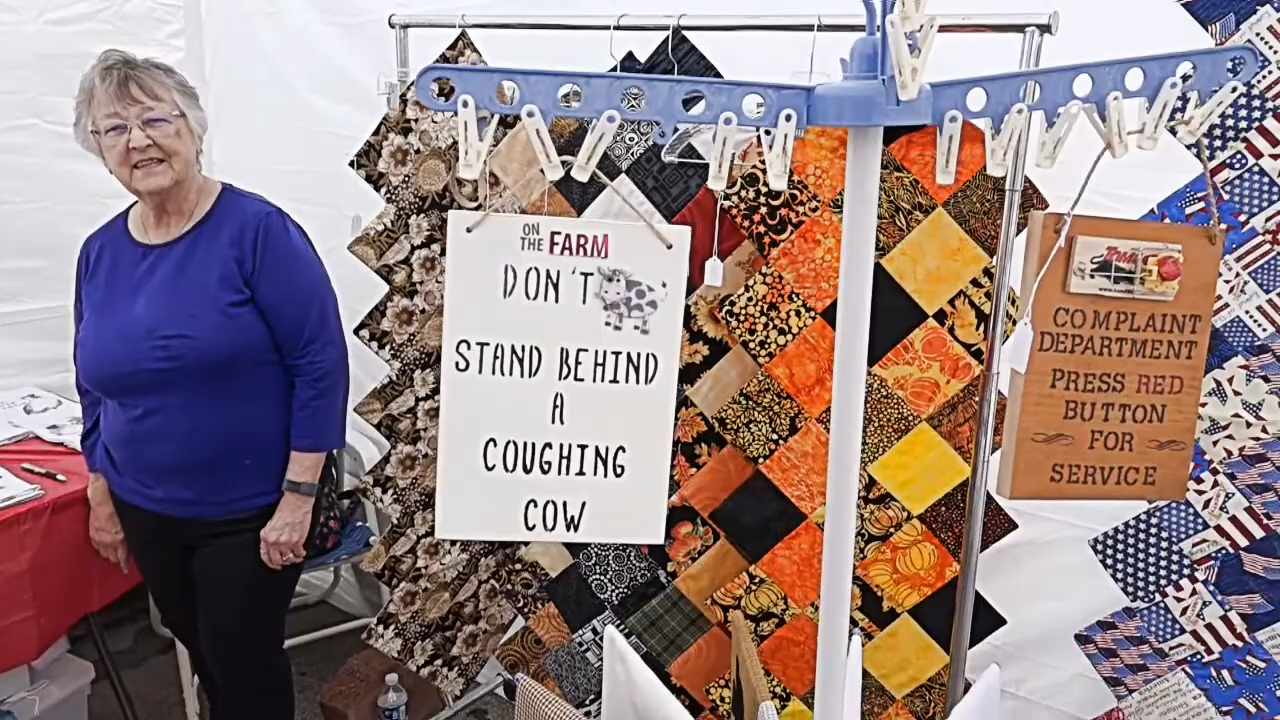 ON
THE FARM
DON'T
STAND BEHIND
A
COUGHING
COW
COMPLAINT
DEPARTMENT
PRESS RED
BUTTON
FOR
SERVICE